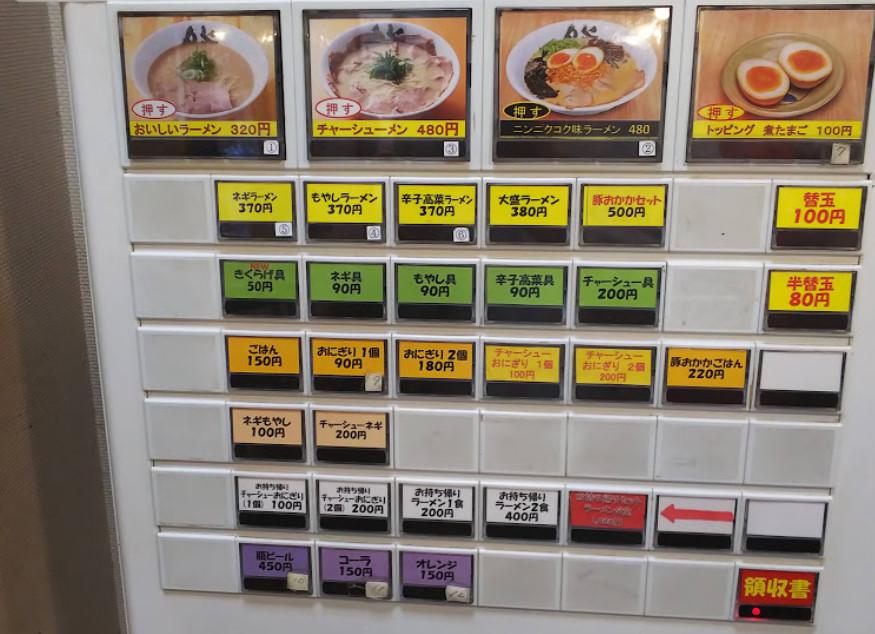 押す
おいしいラーメン 320円
①
押す
チャーシューメン 480円
③
押す
ニンニクコク味ラーメン 480
②
押す
トッピング 煮たまご 100円
7
ネギラーメン
370円
⑤
もやしラーメン
370円
④
辛子高菜ラーメン
370円
⑥
大盛ラーメン
380円
豚おかかセット
500円
替玉
100円
NEW
きくらげ具
50円
ネギ具
90円
もやし具
90円
辛子高菜具
90円
チャーシュー具
200円
半替玉
80円
ごはん
150円
おにぎり 1個
90円
おにぎり 2個
180円
チャーシュー
おにぎり 1個
100円
チャーシュー
おにぎり 2個
200円
豚おかかごはん
220円
ネギもやし
100円
チャーシューネギ
200円
お持ち帰り
チャーシューおにぎり
(1個) 100円
お持ち帰り
チャーシューおにぎり
(2個) 200円
お持帰り
ラーメン1食
200円
お持帰り
ラーメン2食
400円
瓶ビール
450円
コーラ
150円
オレンジ
150円
領収書